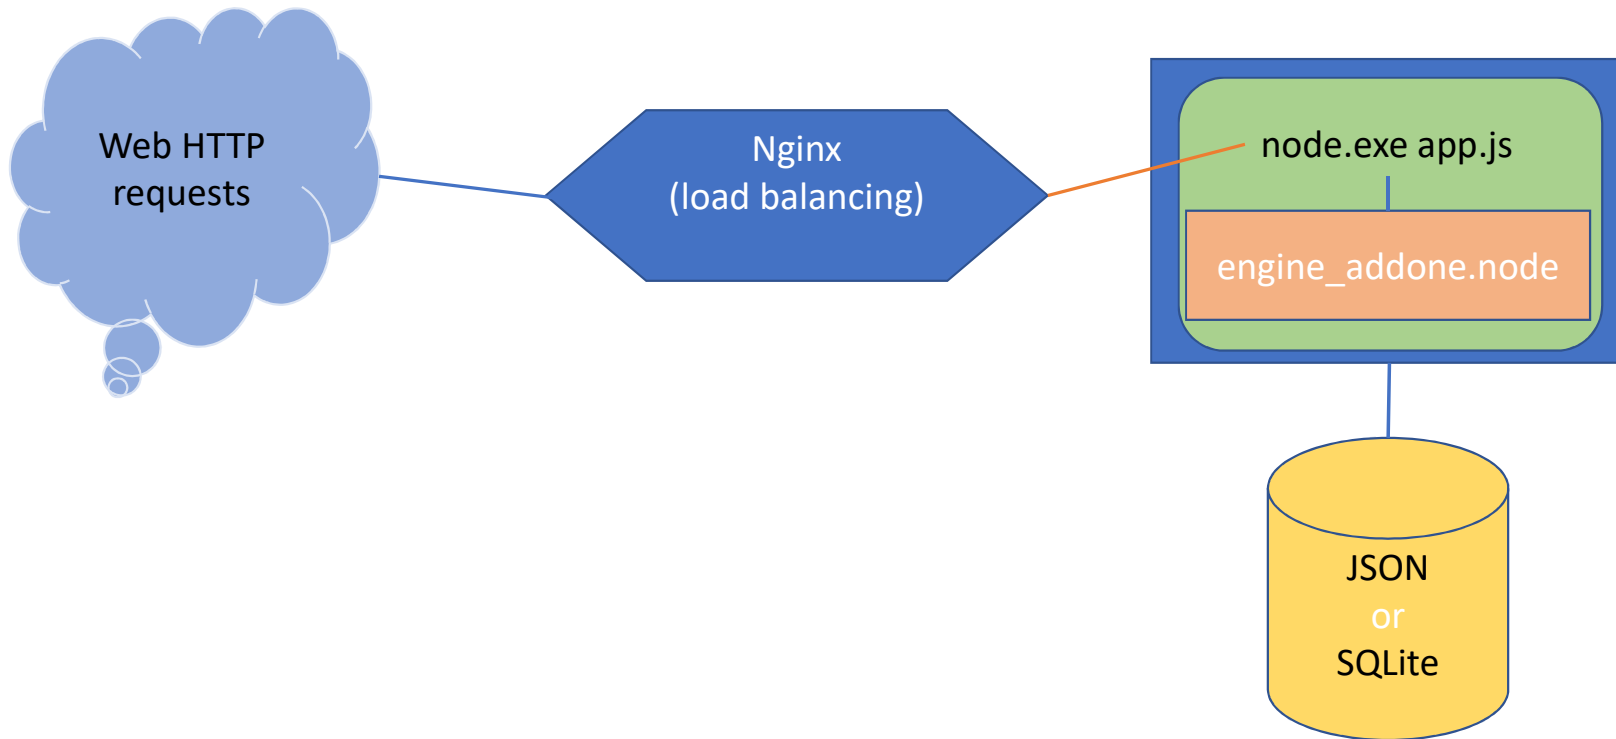 Web HTTP
requests
Nginx
(load balancing)
node.exe app.js
engine_addone.node
JSON
or
SQLite